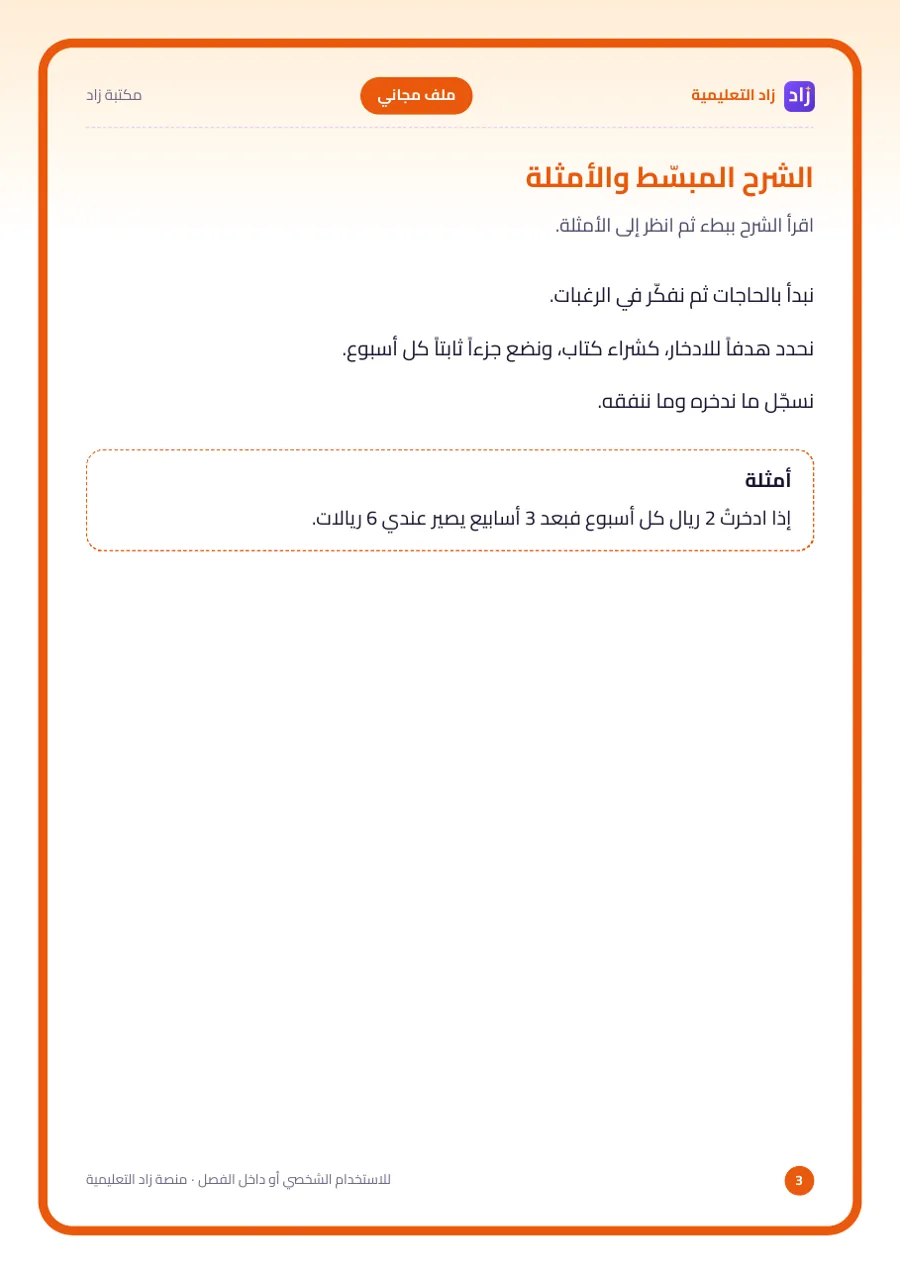 زاد
زاد التعليمية
ملف مجاني
مكتبة زاد
الشرح المبسّط والأمثلة
اقرأ الشرح ببطء ثم انظر إلى الأمثلة.
نبدأ بالحاجات ثم نفكّر في الرغبات.
نحدد هدفاً للادخار، كشراء كتاب، ونضع جزءاً ثابتاً كل أسبوع.
نسجّل ما ندخره وما ننفقه.
أمثلة
إذا ادخرتُ 2 ريال كل أسبوع فبعد 3 أسابيع يصير عندي 6 ريالات.
3
للاستخدام الشخصي أو داخل الفصل · منصة زاد التعليمية